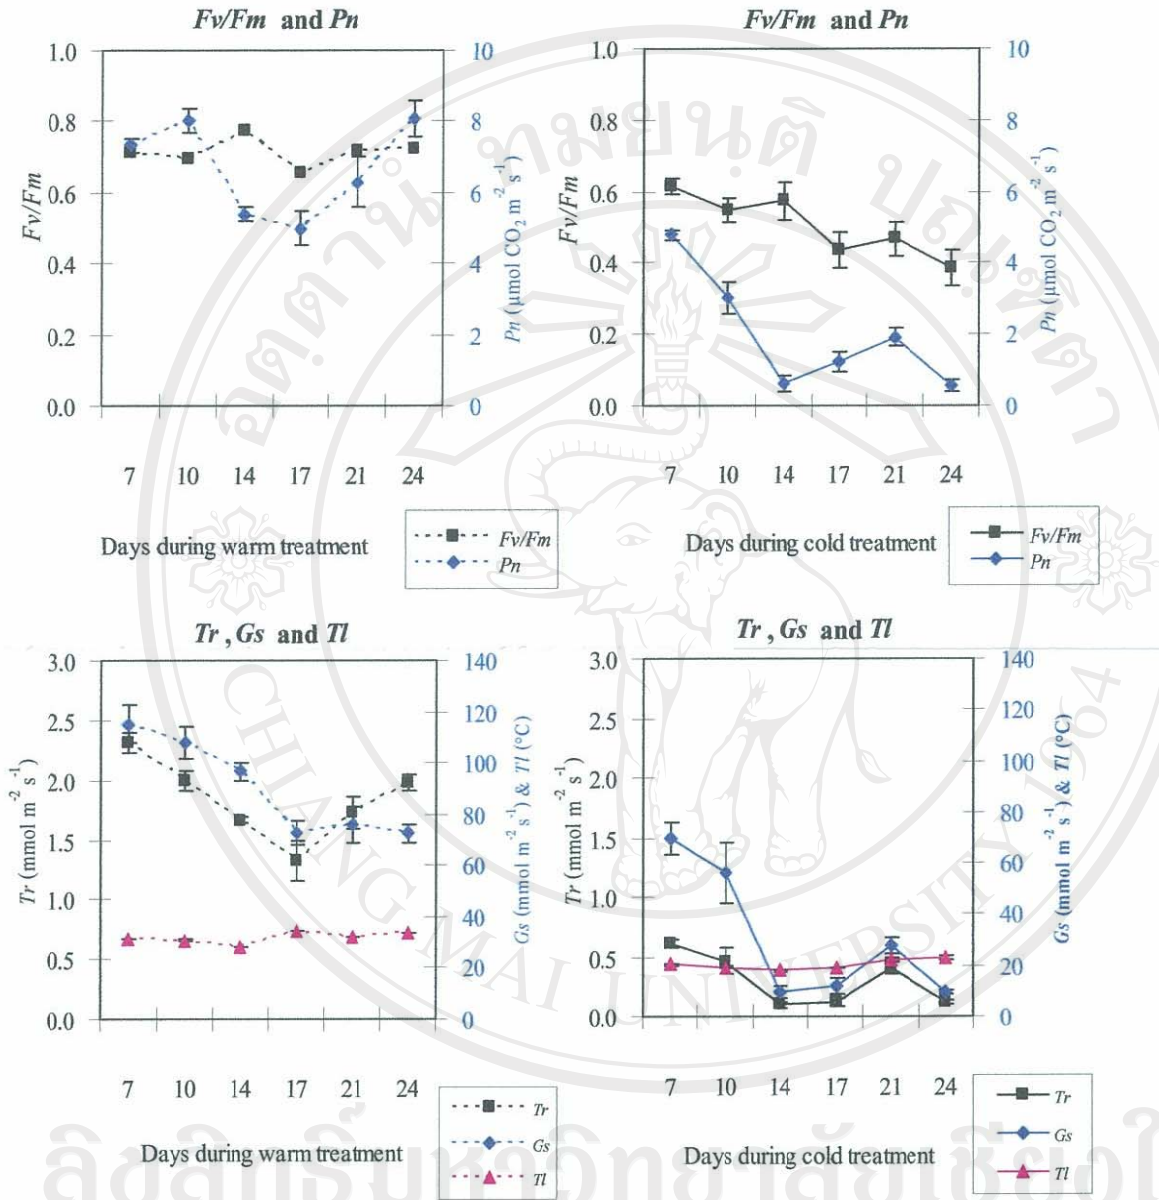 Fv/Fm and Pn
1.0
0.8
0.6
0.4
0.2
0.0
Fv/Fm
10
8
6
4
2
0
Pn (μmol CO2 m-2 s-1)
7 10 14 17 21 24
Days during warm treatment
Fv/Fm
Pn
Fv/Fm and Pn
1.0
0.8
0.6
0.4
0.2
0.0
Fv/Fm
10
8
6
4
2
0
Pn (μmol CO2 m-2 s-1)
7 10 14 17 21 24
Days during cold treatment
Fv/Fm
Pn
Tr , Gs and Tl
3.0
2.5
2.0
1.5
1.0
0.5
0.0
Tr (mmol m-2 s-1)
140
120
100
80
60
40
20
0
Gs (mmol m-2 s-1) & Tl (°C)
7 10 14 17 21 24
Days during warm treatment
Tr
Gs
Tl
Tr , Gs and Tl
3.0
2.5
2.0
1.5
1.0
0.5
0.0
Tr (mmol m-2 s-1)
140
120
100
80
60
40
20
0
Gs (mmol m-2 s-1) & Tl (°C)
7 10 14 17 21 24
Days during cold treatment
Tr
Gs
Tl
CHIANG MAI UNIVERSITY 1964